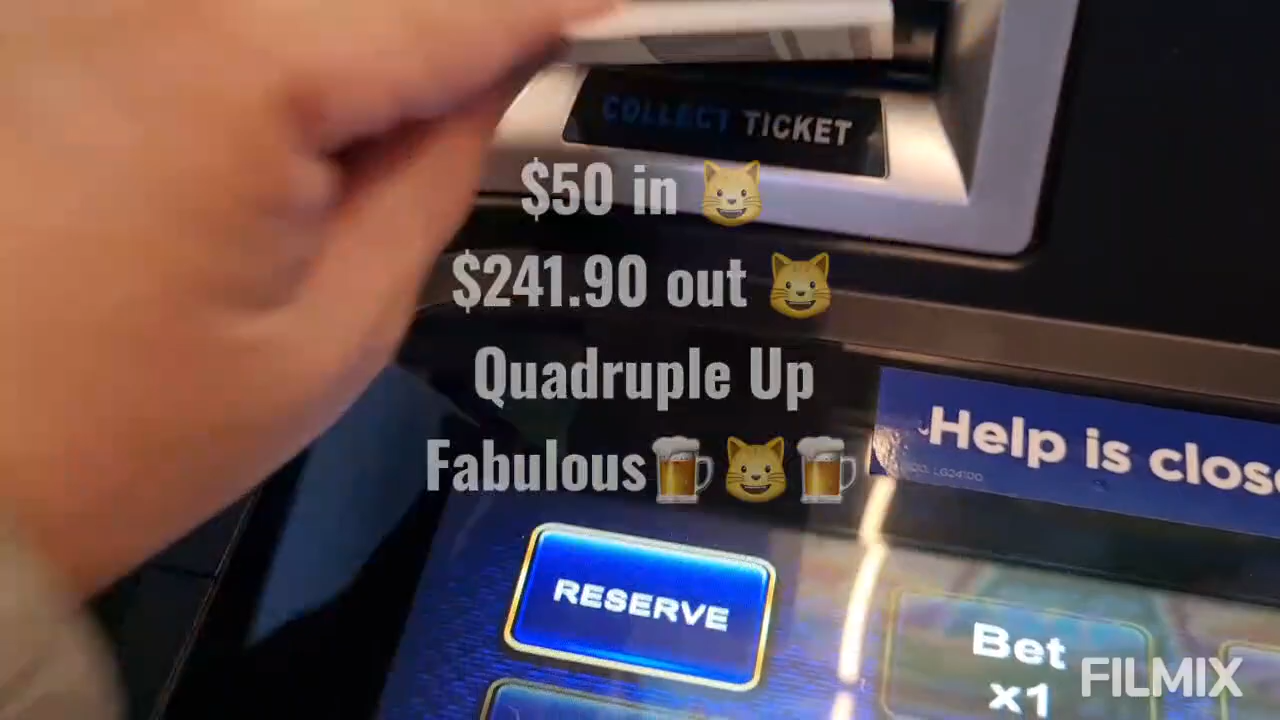 COLLECT TICKET
$50 in 😺
$241.90 out 😺
Quadruple Up
Fabulous🍺😺🍺
Help is close
RESERVE
Bet
x1
FILMIX